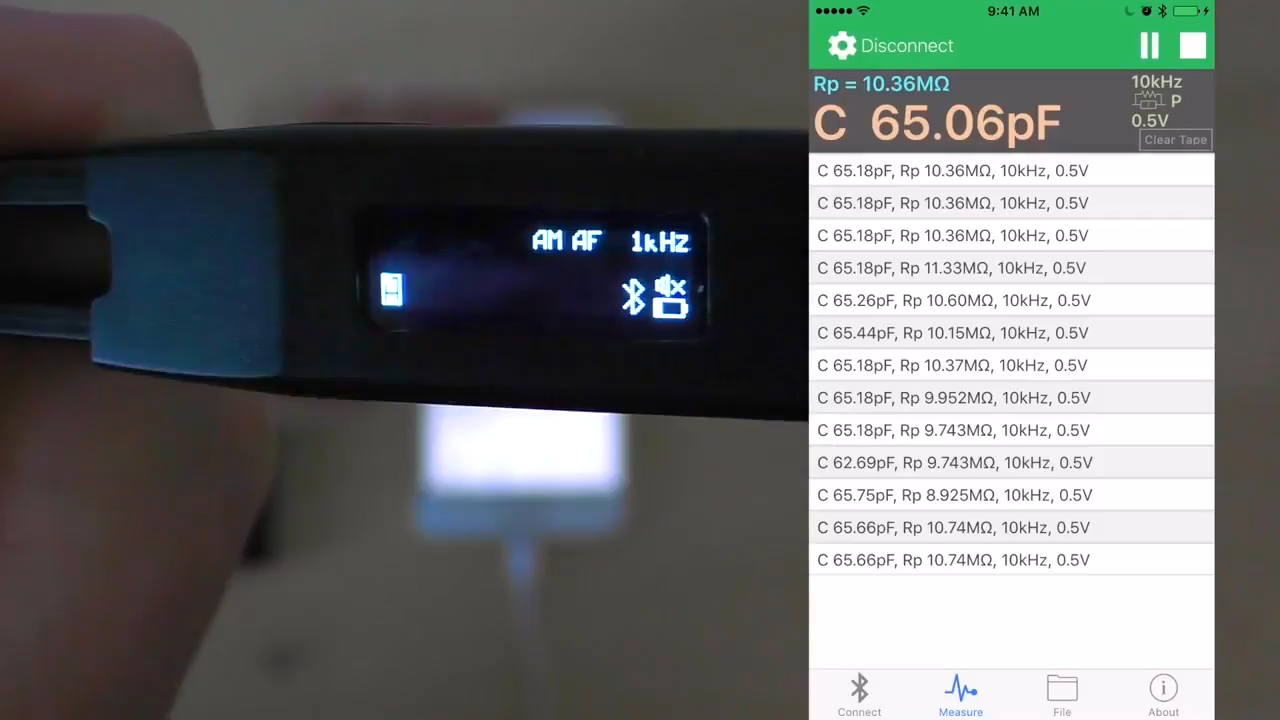 AM AF 1kHz
9:41 AM
Disconnect
Rp = 10.36MΩ
C 65.06pF
10kHz
P
0.5V
Clear Tape
C 65.18pF, Rp 10.36MΩ, 10kHz, 0.5V
C 65.18pF, Rp 10.36MΩ, 10kHz, 0.5V
C 65.18pF, Rp 10.36MΩ, 10kHz, 0.5V
C 65.18pF, Rp 11.33MΩ, 10kHz, 0.5V
C 65.26pF, Rp 10.60MΩ, 10kHz, 0.5V
C 65.44pF, Rp 10.15MΩ, 10kHz, 0.5V
C 65.18pF, Rp 10.37MΩ, 10kHz, 0.5V
C 65.18pF, Rp 9.952MΩ, 10kHz, 0.5V
C 65.18pF, Rp 9.743MΩ, 10kHz, 0.5V
C 62.69pF, Rp 9.743MΩ, 10kHz, 0.5V
C 65.75pF, Rp 8.925MΩ, 10kHz, 0.5V
C 65.66pF, Rp 10.74MΩ, 10kHz, 0.5V
C 65.66pF, Rp 10.74MΩ, 10kHz, 0.5V
Connect Measure File About